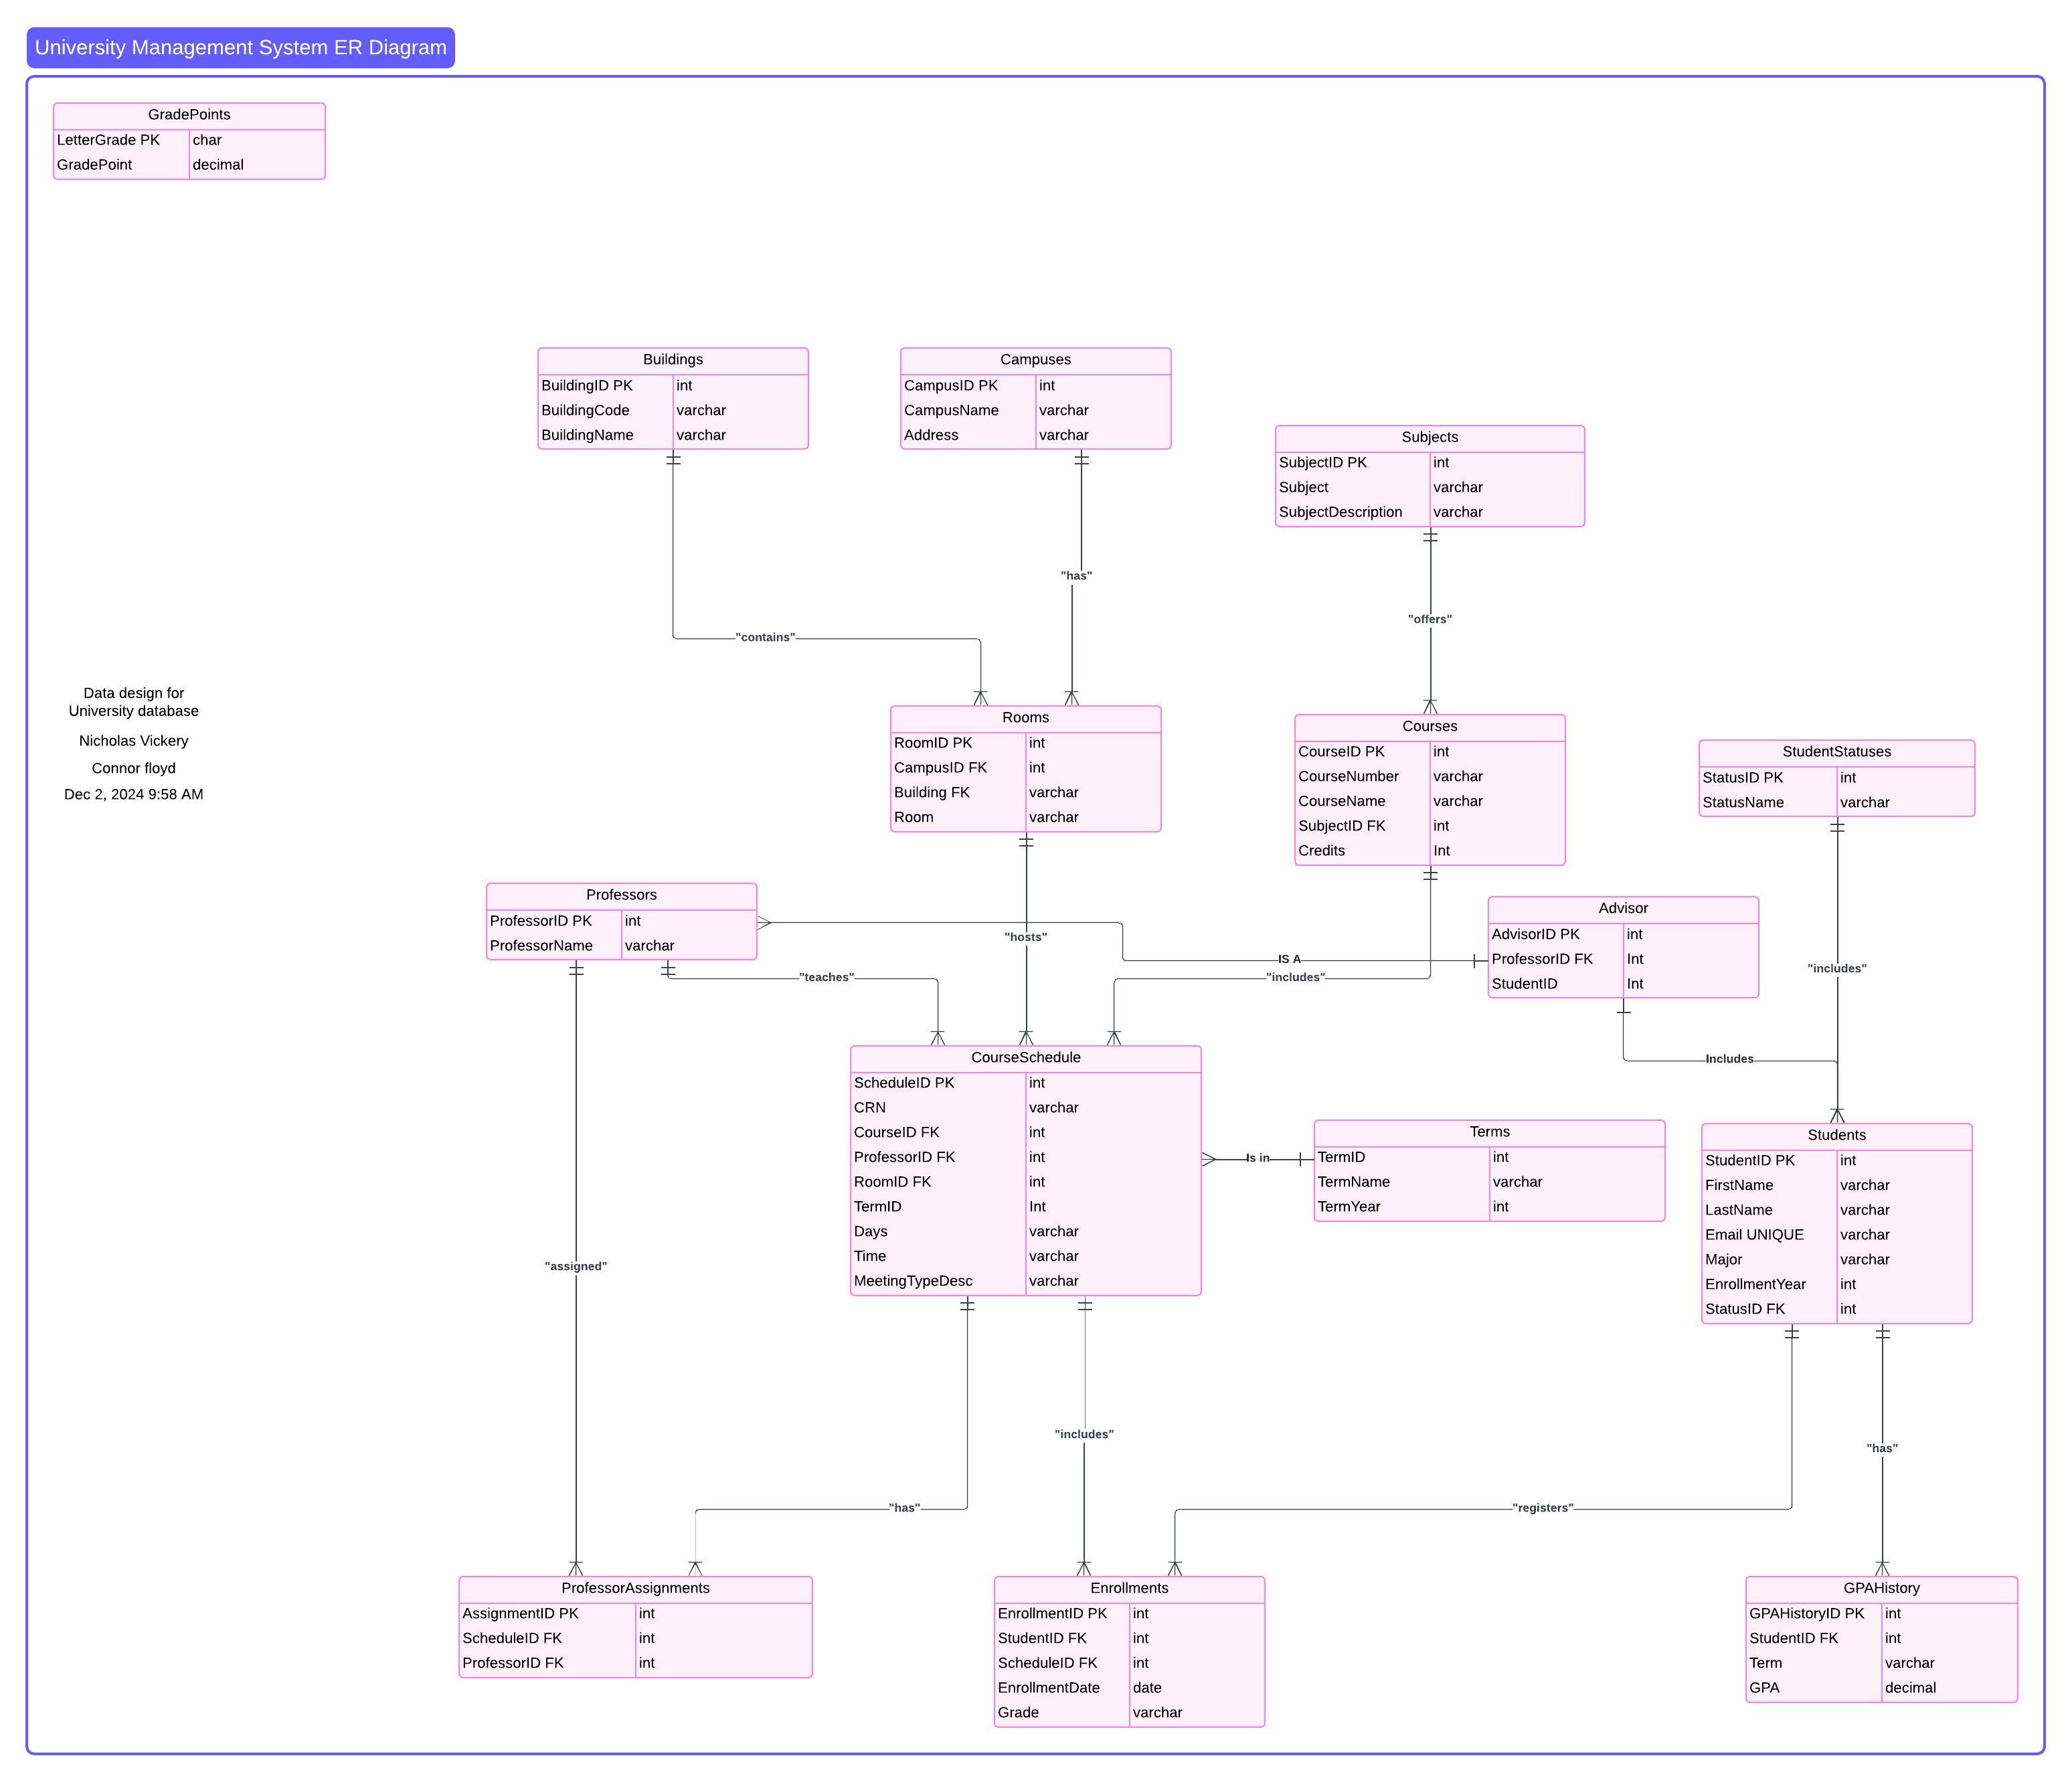 University Management System ER Diagram
GradePoints
LetterGrade PK char
GradePoint decimal
Buildings
BuildingID PK int
BuildingCode varchar
BuildingName varchar
Campuses
CampusID PK int
CampusName varchar
Address varchar
Subjects
SubjectID PK int
Subject varchar
SubjectDescription varchar
"has"
"offers"
"contains"
Data design for
University database
Nicholas Vickery
Connor floyd
Dec 2, 2024 9:58 AM
Rooms
RoomID PK int
CampusID FK int
Building FK varchar
Room varchar
Courses
CourseID PK int
CourseNumber varchar
CourseName varchar
SubjectID FK int
Credits Int
StudentStatuses
StatusID PK int
StatusName varchar
Professors
ProfessorID PK int
ProfessorName varchar
Advisor
AdvisorID PK int
ProfessorID FK Int
StudentID Int
"hosts"
IS A
"teaches"
"includes"
"includes"
Includes
CourseSchedule
ScheduleID PK int
CRN varchar
CourseID FK int
ProfessorID FK int
RoomID FK int
TermID Int
Days varchar
Time varchar
MeetingTypeDesc varchar
Is in
Terms
TermID int
TermName varchar
TermYear int
Students
StudentID PK int
FirstName varchar
LastName varchar
Email UNIQUE varchar
Major varchar
EnrollmentYear int
StatusID FK int
"assigned"
"includes"
"has"
"has"
"registers"
ProfessorAssignments
AssignmentID PK int
ScheduleID FK int
ProfessorID FK int
Enrollments
EnrollmentID PK int
StudentID FK int
ScheduleID FK int
EnrollmentDate date
Grade varchar
GPAHistory
GPAHistoryID PK int
StudentID FK int
Term varchar
GPA decimal